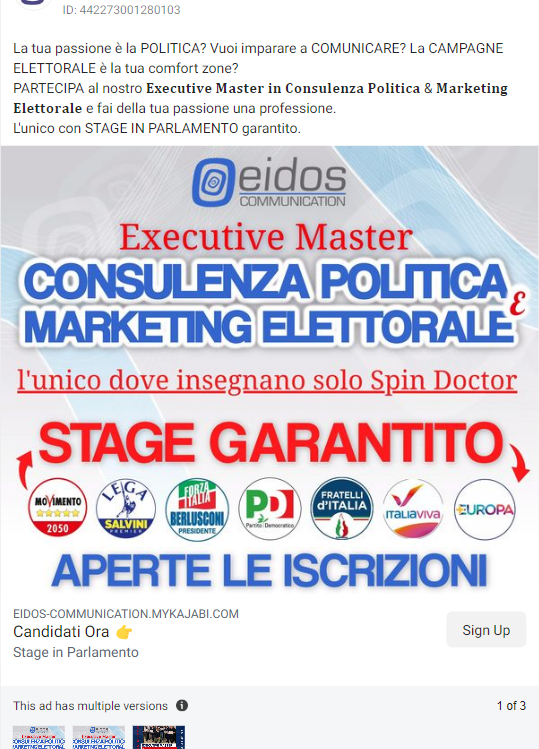 ID: 442273001280103
La tua passione è la POLITICA? Vuoi imparare a COMUNICARE? La CAMPAGNE
ELETTORALE è la tua comfort zone?
PARTECIPA al nostro Executive Master in Consulenza Politica & Marketing
Elettorale e fai della tua passione una professione.
L'unico con STAGE IN PARLAMENTO garantito.
eidos
COMMUNICATION
Executive Master
CONSULENZA POLITICA &
MARKETING ELETTORALE
l'unico dove insegnano solo Spin Doctor
STAGE GARANTITO
MOVIMENTO
2050
LEGA
SALVINI
PREMIER
FORZA
ITALIA
BERLUSCONI
PRESIDENTE
PD
Partito Democratico
FRATELLI
d'ITALIA
ITALIAVIVA
+EUROPA
APERTE LE ISCRIZIONI
EIDOS-COMMUNICATION.MYKAJABI.COM
Candidati Ora 👉
Sign Up
Stage in Parlamento
This ad has multiple versions
1 of 3
Executive Master